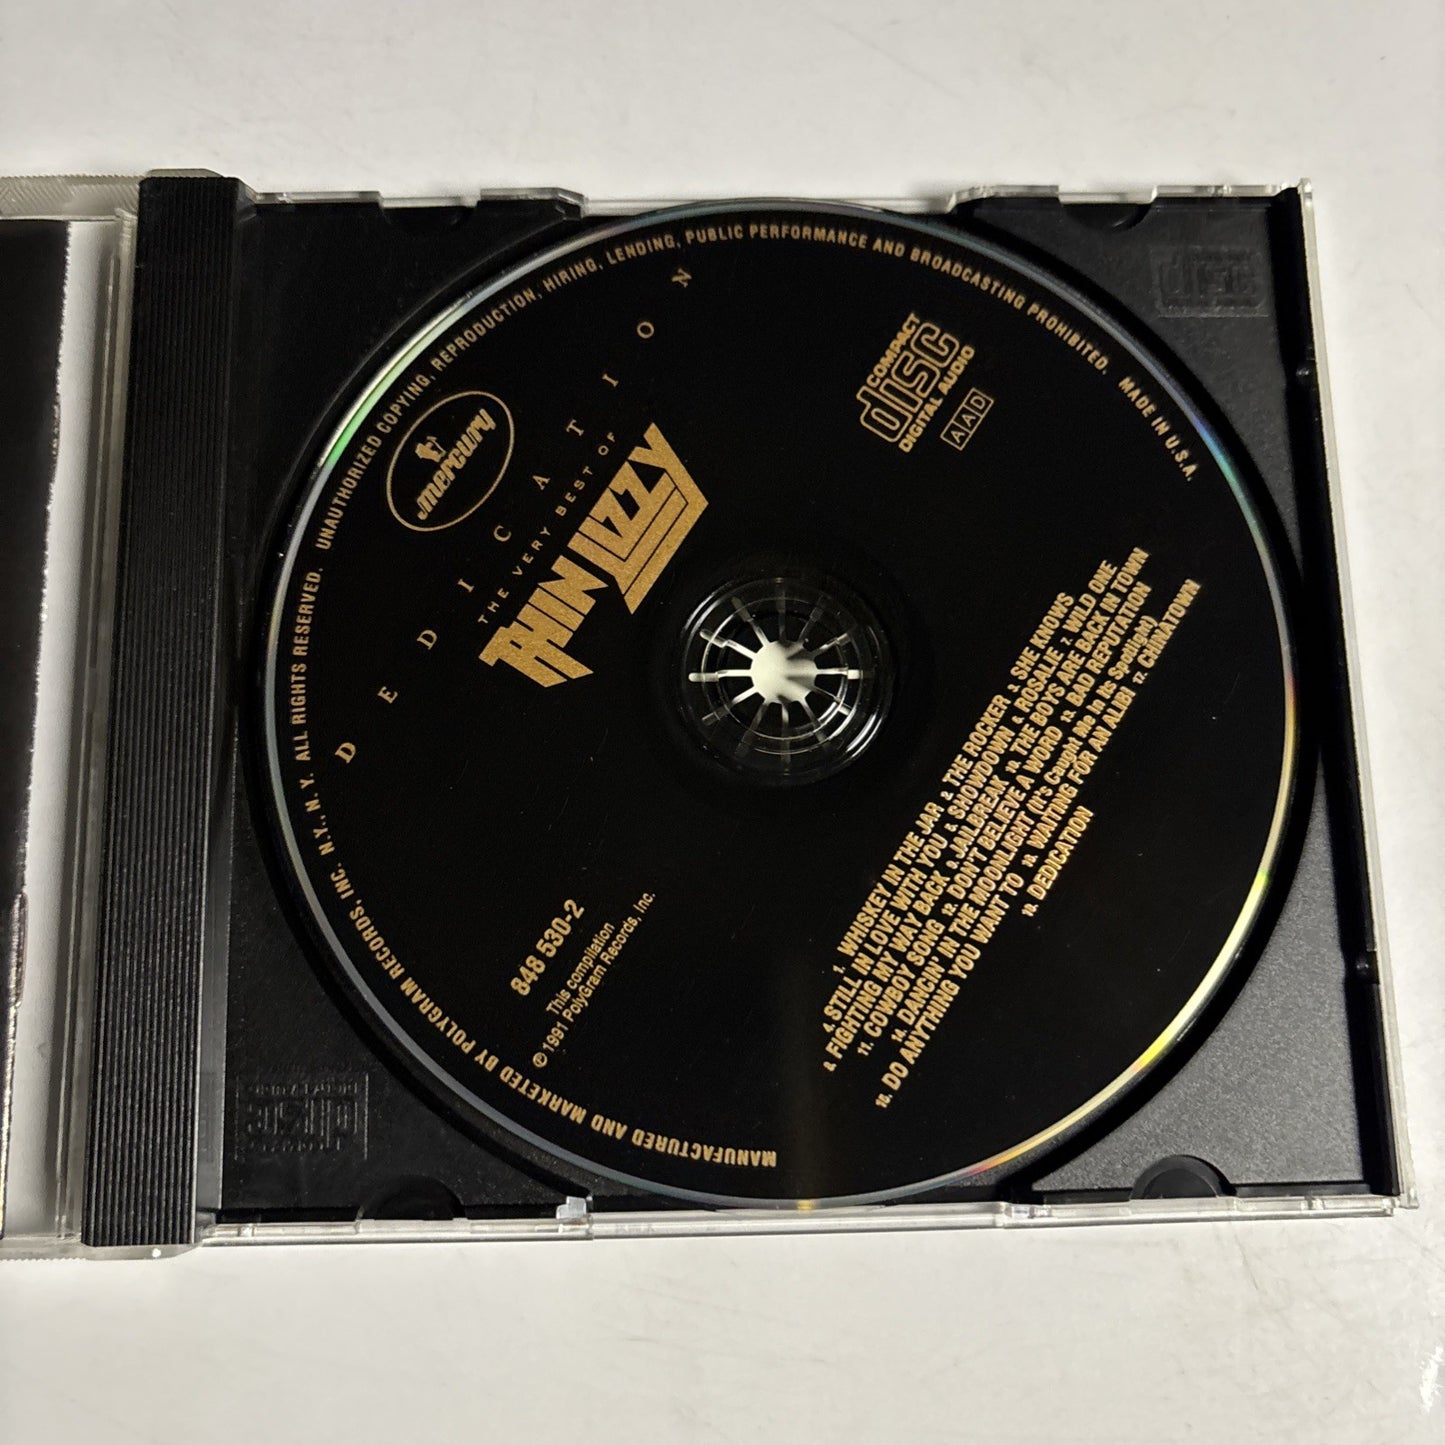 DEDICATION
THE VERY BEST OF
THIN LIZZY
mercury
COMPACT
disc
DIGITAL AUDIO
AAD
848 530-2
This compilation
℗ 1991 PolyGram Records, Inc.
1. WHISKEY IN THE JAR 2. THE ROCKER 3. SHE KNOWS
4. STILL IN LOVE WITH YOU 5. SHOWDOWN 6. ROSALIE 7. WILD ONE
8. FIGHTING MY WAY BACK 9. JAILBREAK 10. THE BOYS ARE BACK IN TOWN
11. COWBOY SONG 12. DON'T BELIEVE A WORD 13. BAD REPUTATION
14. DANCIN' IN THE MOONLIGHT (It's Caught Me In Its Spotlight)
15. DO ANYTHING YOU WANT TO 16. WAITING FOR AN ALIBI 17. CHINATOWN
18. DEDICATION
MANUFACTURED AND MARKETED BY POLYGRAM RECORDS, INC. N.Y., N.Y. ALL RIGHTS RESERVED. UNAUTHORIZED COPYING, REPRODUCTION, HIRING, LENDING, PUBLIC PERFORMANCE AND BROADCASTING PROHIBITED. MADE IN U.S.A.
disc
disc